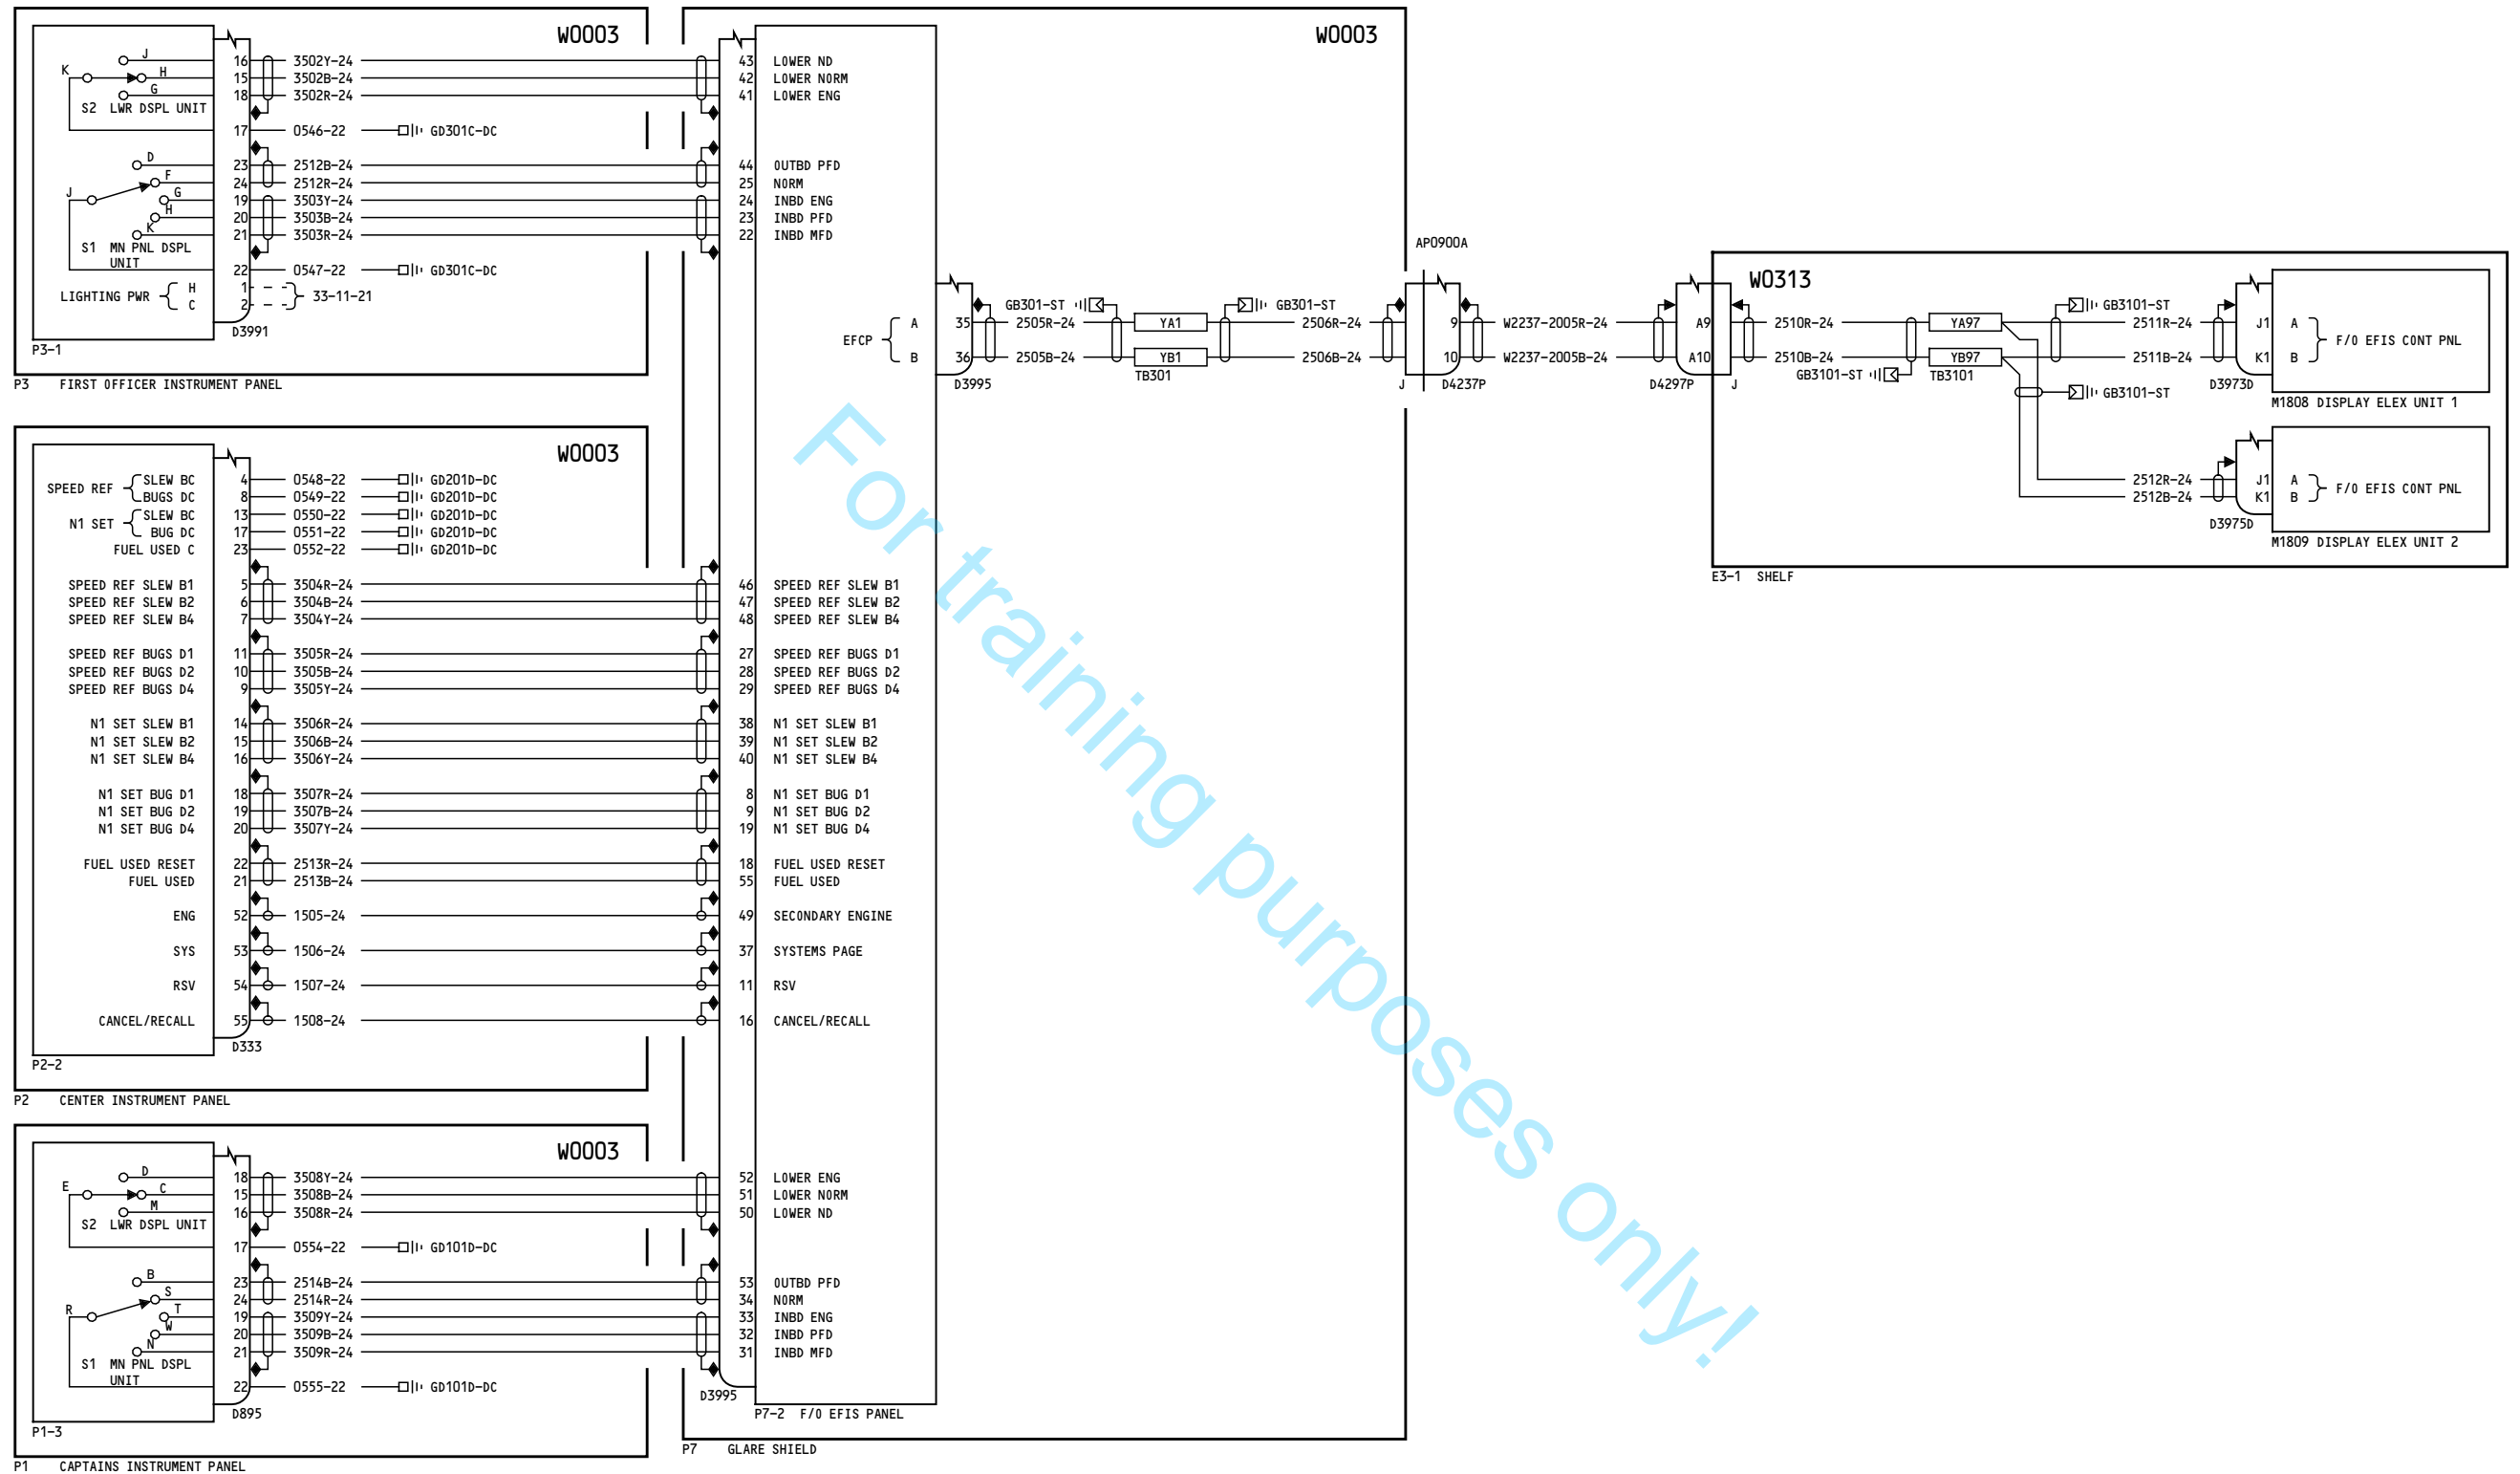 W0003
J
K
H
G
S2 LWR DSPL UNIT
16 3502Y-24
15 3502B-24
18 3502R-24
17 0546-22 GD301C-DC
D
F
J
G
H
K
S1 MN PNL DSPL
UNIT
23 2512B-24
24 2512R-24
19 3503Y-24
20 3503B-24
21 3503R-24
22 0547-22 GD301C-DC
LIGHTING PWR H 1 33-11-21
C 2
D3991
P3-1
P3 FIRST OFFICER INSTRUMENT PANEL
W0003
SPEED REF SLEW BC 4 0548-22 GD201D-DC
BUGS DC 8 0549-22 GD201D-DC
N1 SET SLEW BC 13 0550-22 GD201D-DC
BUG DC 17 0551-22 GD201D-DC
FUEL USED C 23 0552-22 GD201D-DC
SPEED REF SLEW B1 5 3504R-24
SPEED REF SLEW B2 6 3504B-24
SPEED REF SLEW B4 7 3504Y-24
SPEED REF BUGS D1 11 3505R-24
SPEED REF BUGS D2 10 3505B-24
SPEED REF BUGS D4 9 3505Y-24
N1 SET SLEW B1 14 3506R-24
N1 SET SLEW B2 15 3506B-24
N1 SET SLEW B4 16 3506Y-24
N1 SET BUG D1 18 3507R-24
N1 SET BUG D2 19 3507B-24
N1 SET BUG D4 20 3507Y-24
FUEL USED RESET 22 2513R-24
FUEL USED 21 2513B-24
ENG 52 1505-24
SYS 53 1506-24
RSV 54 1507-24
CANCEL/RECALL 55 1508-24
D333
P2-2
P2 CENTER INSTRUMENT PANEL
W0003
D
E
C
M
S2 LWR DSPL UNIT
18 3508Y-24
15 3508B-24
16 3508R-24
17 0554-22 GD101D-DC
B
S
R
T
W
N
S1 MN PNL DSPL
UNIT
23 2514B-24
24 2514R-24
19 3509Y-24
20 3509B-24
21 3509R-24
22 0555-22 GD101D-DC
D895
P1-3
P1 CAPTAINS INSTRUMENT PANEL
W0003
43 LOWER ND
42 LOWER NORM
41 LOWER ENG
44 OUTBD PFD
25 NORM
24 INBD ENG
23 INBD PFD
22 INBD MFD
46 SPEED REF SLEW B1
47 SPEED REF SLEW B2
48 SPEED REF SLEW B4
27 SPEED REF BUGS D1
28 SPEED REF BUGS D2
29 SPEED REF BUGS D4
38 N1 SET SLEW B1
39 N1 SET SLEW B2
40 N1 SET SLEW B4
8 N1 SET BUG D1
9 N1 SET BUG D2
19 N1 SET BUG D4
18 FUEL USED RESET
55 FUEL USED
49 SECONDARY ENGINE
37 SYSTEMS PAGE
11 RSV
16 CANCEL/RECALL
52 LOWER ENG
51 LOWER NORM
50 LOWER ND
53 OUTBD PFD
34 NORM
33 INBD ENG
32 INBD PFD
31 INBD MFD
D3995
P7-2 F/O EFIS PANEL
P7 GLARE SHIELD
EFCP
A 35 2505R-24 YA1 2506R-24 9 W2237-2005R-24 A9 2510R-24 YA97 2511R-24 J1 A
B 36 2505B-24 YB1 2506B-24 10 W2237-2005B-24 A10 2510B-24 YB97 2511B-24 K1 B
GB301-ST
GB301-ST
D3995
TB301
AP0900A
J D4237P
D4297P J
W0313
GB3101-ST
GB3101-ST
TB3101
GB3101-ST
F/O EFIS CONT PNL
D3973D
M1808 DISPLAY ELEX UNIT 1
2512R-24 J1 A
2512B-24 K1 B
F/O EFIS CONT PNL
D3975D
M1809 DISPLAY ELEX UNIT 2
E3-1 SHELF
For training purposes only!